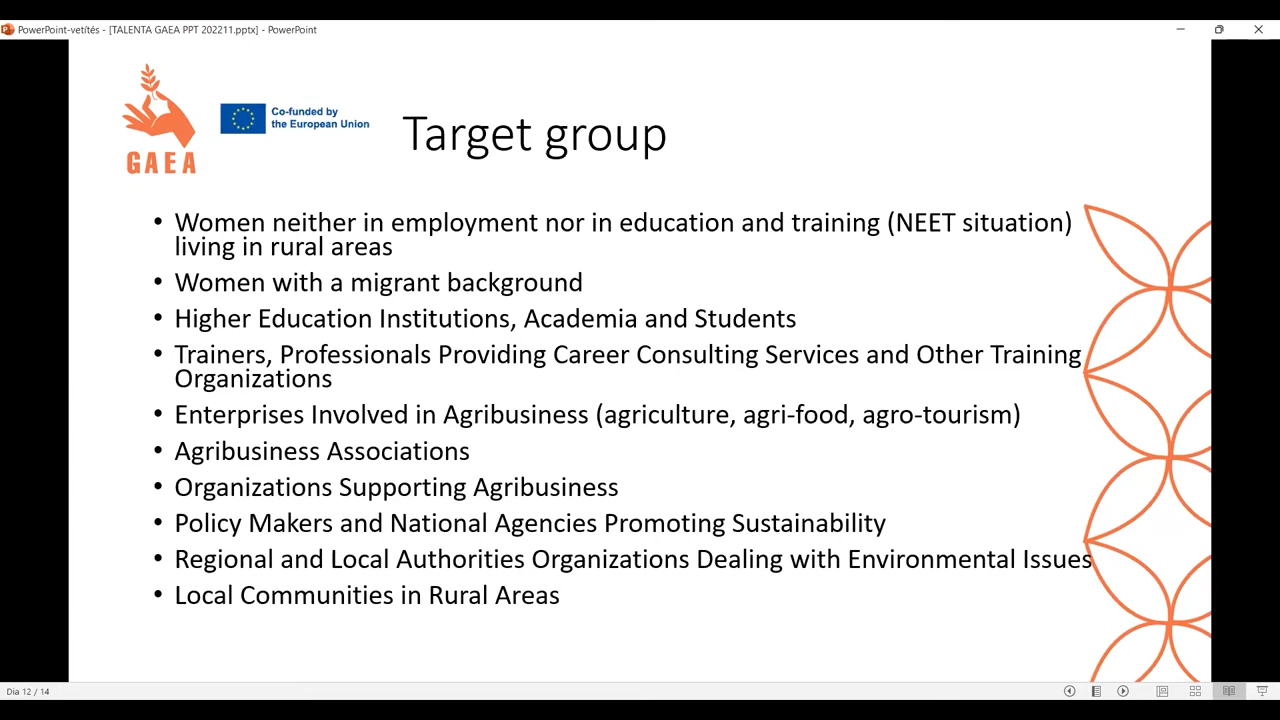 PowerPoint-vetítés - [TALENTA GAEA PPT 202211.pptx] - PowerPoint
GAEA
Co-funded by
the European Union
Target group
• Women neither in employment nor in education and training (NEET situation)
living in rural areas
• Women with a migrant background
• Higher Education Institutions, Academia and Students
• Trainers, Professionals Providing Career Consulting Services and Other Training
Organizations
• Enterprises Involved in Agribusiness (agriculture, agri-food, agro-tourism)
• Agribusiness Associations
• Organizations Supporting Agribusiness
• Policy Makers and National Agencies Promoting Sustainability
• Regional and Local Authorities Organizations Dealing with Environmental Issues
• Local Communities in Rural Areas
Dia 12 / 14